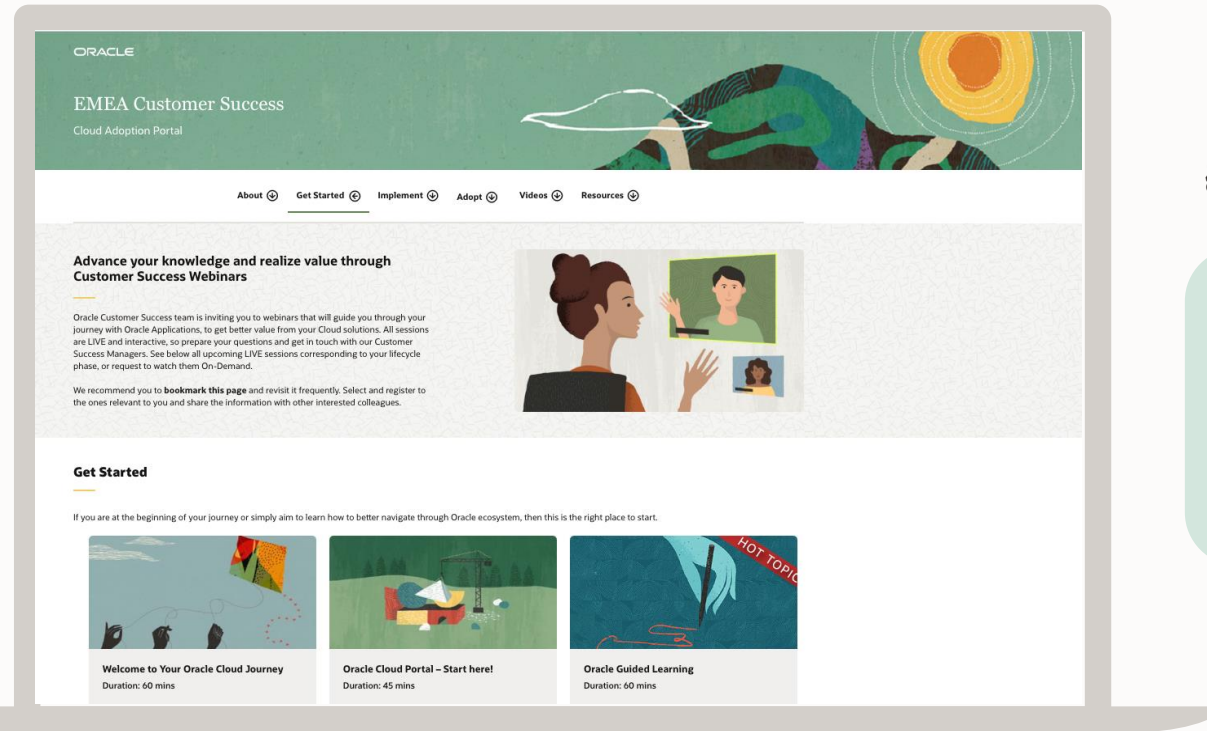 ORACLE
EMEA Customer Success
Cloud Adoption Portal
About Get Started Implement Adopt Videos Resources
Advance your knowledge and realize value through
Customer Success Webinars
Oracle Customer Success team is inviting you to webinars that will guide you through your
journey with Oracle Applications, to get better value from your Cloud solutions. All sessions
are LIVE and interactive, so prepare your questions and get in touch with our Customer
Success Managers. See below all upcoming LIVE sessions corresponding to your lifecycle
phase, or request to watch them On-Demand.
We recommend you to bookmark this page and revisit it frequently. Select and register to
the ones relevant to you and share the information with other interested colleagues.
Get Started
If you are at the beginning of your journey or simply aim to learn how to better navigate through Oracle ecosystem, then this is the right place to start.
HOT TOPIC
Welcome to Your Oracle Cloud Journey
Duration: 60 mins
Oracle Cloud Portal – Start here!
Duration: 45 mins
Oracle Guided Learning
Duration: 60 mins